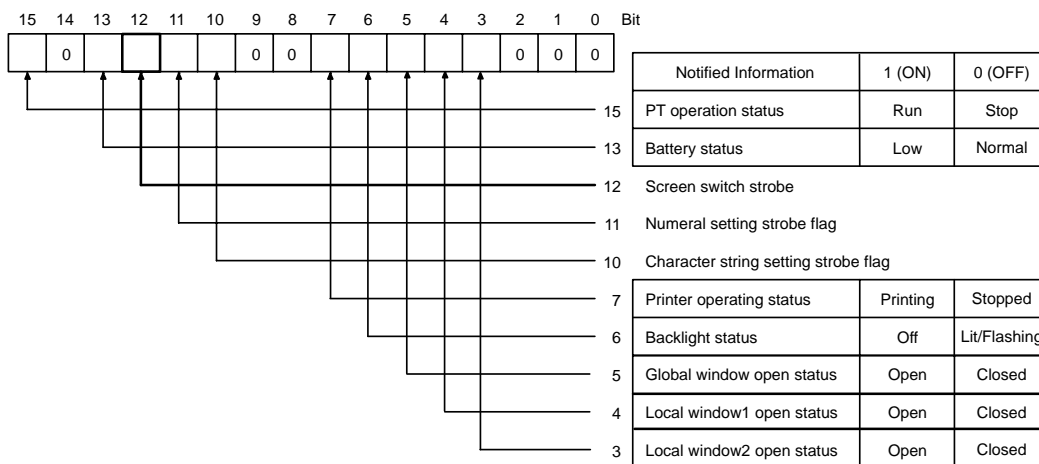 15 14 13 12 11 10 9 8 7 6 5 4 3 2 1 0 Bit
0 0 0 0 0 0
Notified Information 1 (ON) 0 (OFF)
15 PT operation status Run Stop
13 Battery status Low Normal
12 Screen switch strobe
11 Numeral setting strobe flag
10 Character string setting strobe flag
7 Printer operating status Printing Stopped
6 Backlight status Off Lit/Flashing
5 Global window open status Open Closed
4 Local window1 open status Open Closed
3 Local window2 open status Open Closed